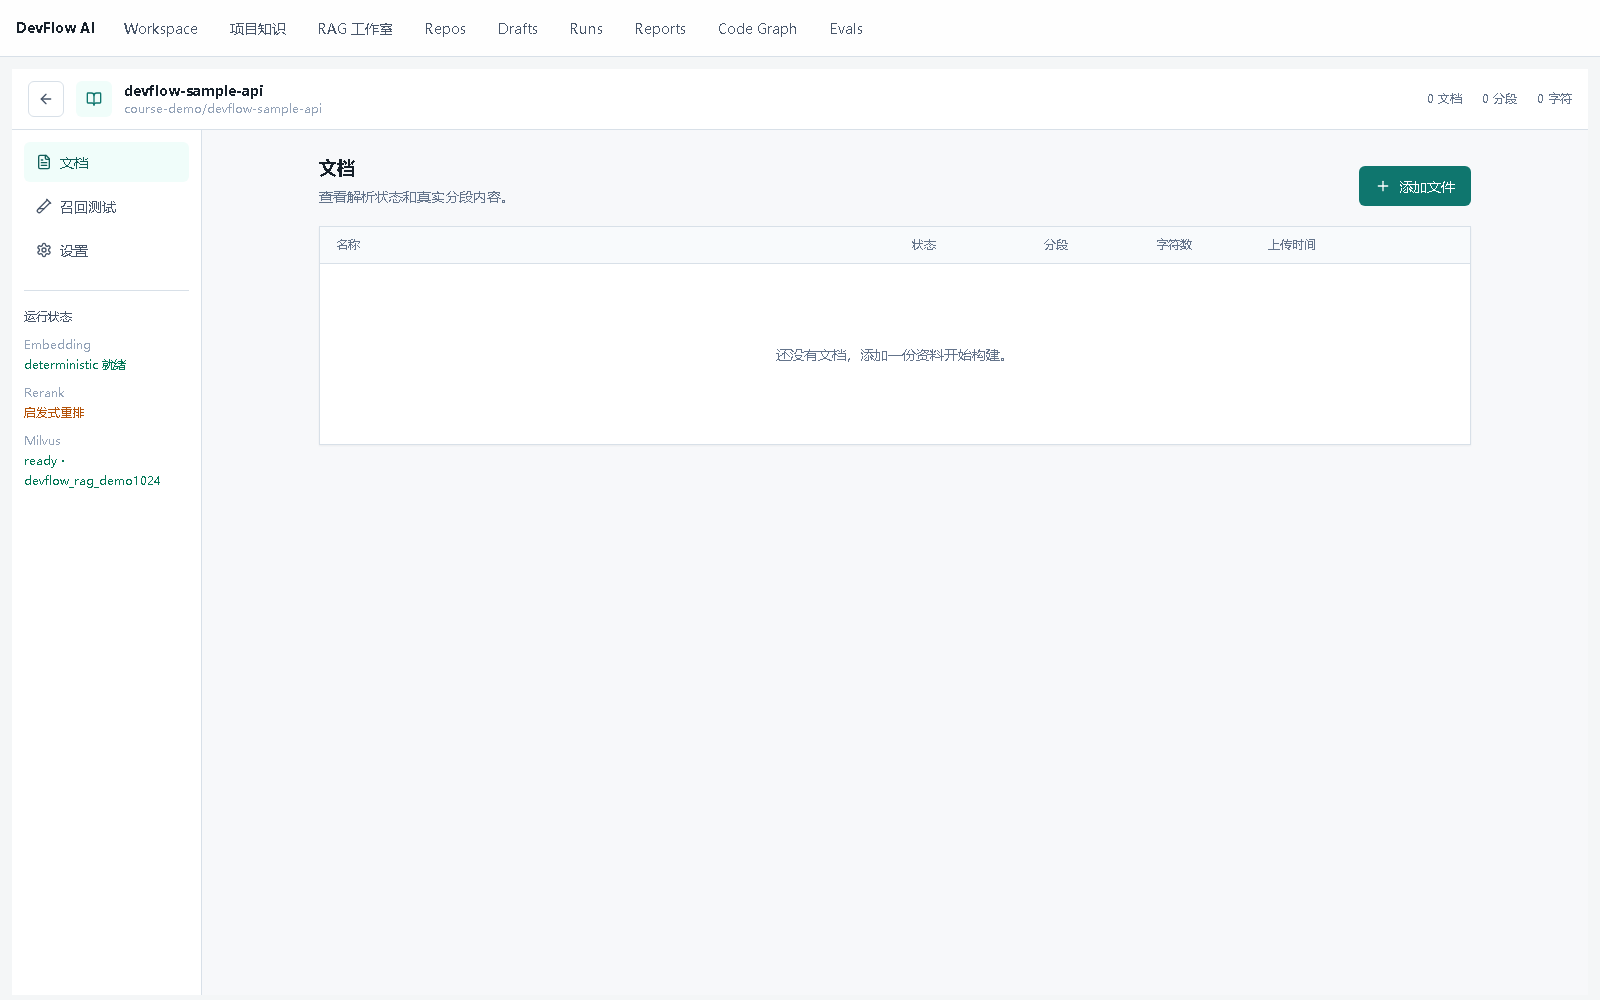 DevFlow AI Workspace 项目知识 RAG 工作室 Repos Drafts Runs Reports Code Graph Evals
devflow-sample-api
course-demo/devflow-sample-api
0 文档 0 分段 0 字符
文档
召回测试
设置
运行状态
Embedding
deterministic 就绪
Rerank
启发式重排
Milvus
ready ·
devflow_rag_demo1024
文档
查看解析状态和真实分段内容。
添加文件
名称 状态 分段 字符数 上传时间
还没有文档，添加一份资料开始构建。